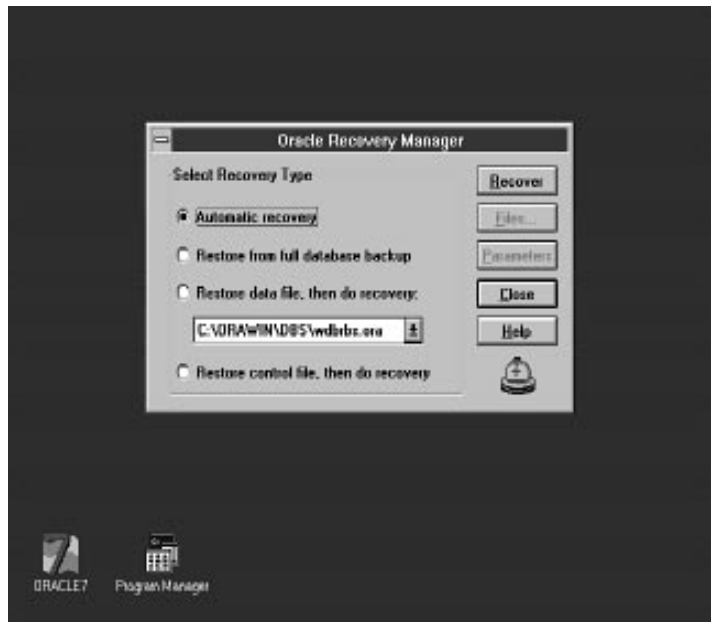 Oracle Recovery Manager
Select Recovery Type
Recover
Automatic recovery
Files...
Restore from full database backup
Parameters
Restore data file, then do recovery:
Close
C:\ORAWIN\DBS\wdbrbs.ora
Help
Restore control file, then do recovery
ORACLE7
Program Manager